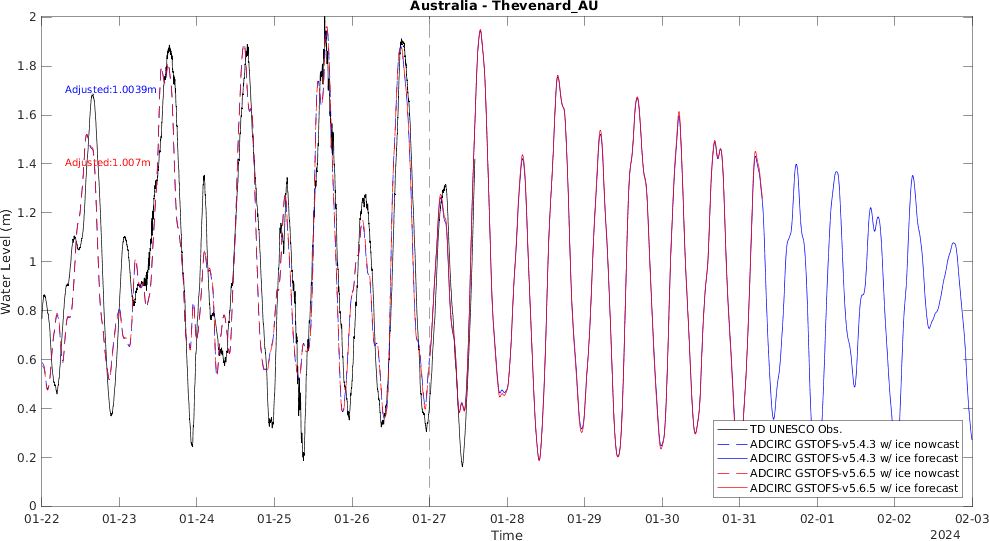 Australia - Thevenard_AU
2
1.8
1.6
1.4
1.2
1
0.8
0.6
0.4
0.2
0
Water Level (m)
Adjusted:1.0039m
Adjusted:1.007m
TD UNESCO Obs.
ADCIRC GSTOFS-v5.4.3 w/ ice nowcast
ADCIRC GSTOFS-v5.4.3 w/ ice forecast
ADCIRC GSTOFS-v5.6.5 w/ ice nowcast
ADCIRC GSTOFS-v5.6.5 w/ ice forecast
01-22 01-23 01-24 01-25 01-26 01-27 01-28 01-29 01-30 01-31 02-01 02-02 02-03
Time
2024